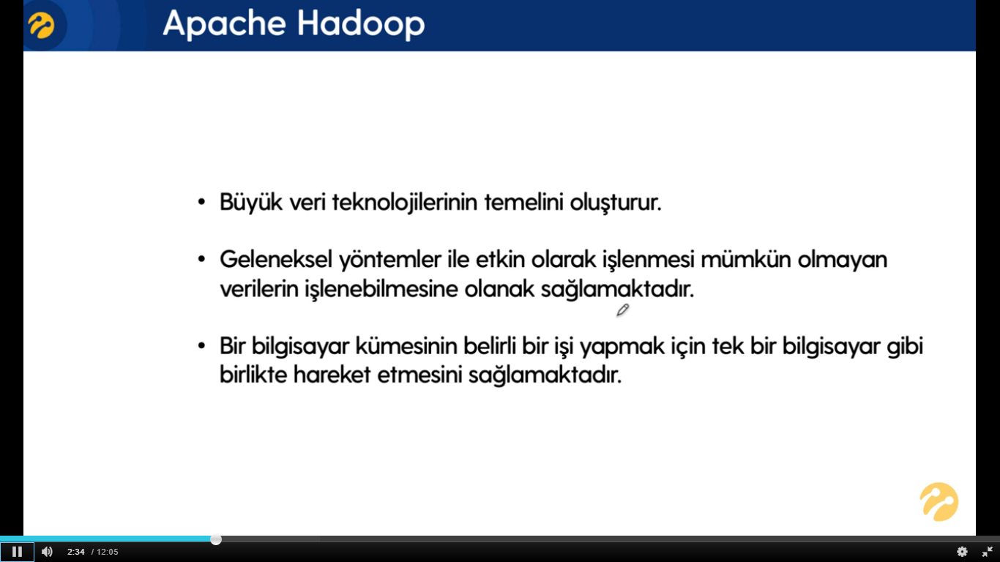 Apache Hadoop
• Büyük veri teknolojilerinin temelini oluşturur.
• Geleneksel yöntemler ile etkin olarak işlenmesi mümkün olmayan
verilerin işlenebilmesine olanak sağlamaktadır.
• Bir bilgisayar kümesinin belirli bir işi yapmak için tek bir bilgisayar gibi
birlikte hareket etmesini sağlamaktadır.
2:34 / 12:05